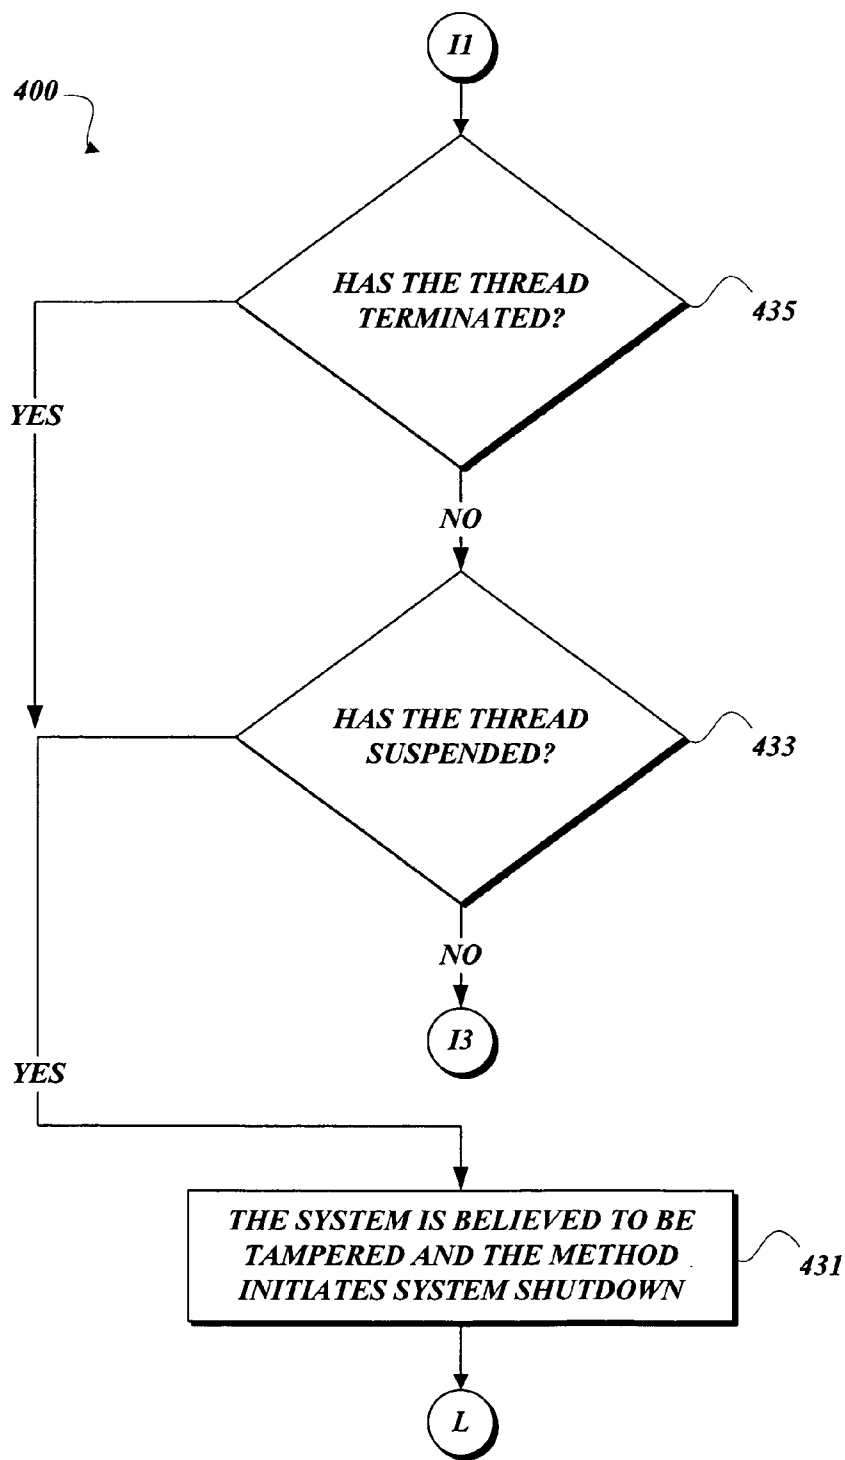 I1
400
HAS THE THREAD
TERMINATED?
435
YES
NO
HAS THE THREAD
SUSPENDED?
433
NO
I3
YES
THE SYSTEM IS BELIEVED TO BE
TAMPERED AND THE METHOD
INITIATES SYSTEM SHUTDOWN
431
L